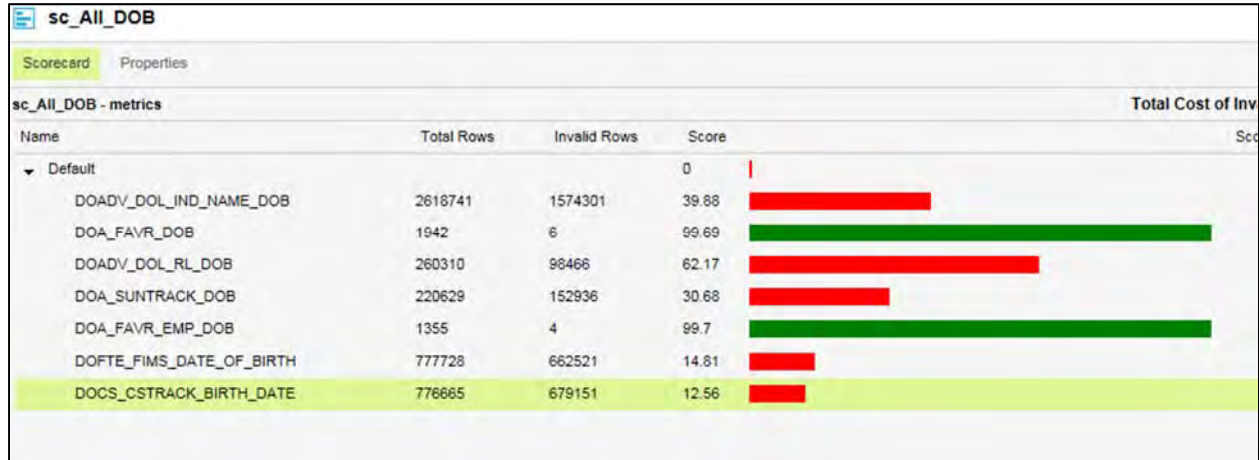 sc_All_DOB
Scorecard Properties
sc_All_DOB - metrics Total Cost of Inv
Name Total Rows Invalid Rows Score Sco
Default 0
DOADV_DOL_IND_NAME_DOB 2618741 1574301 39.88
DOA_FAVR_DOB 1942 6 99.69
DOADV_DOL_RL_DOB 260310 98466 62.17
DOA_SUNTRACK_DOB 220629 152936 30.68
DOA_FAVR_EMP_DOB 1355 4 99.7
DOFTE_FIMS_DATE_OF_BIRTH 777728 662521 14.81
DOCS_CSTRACK_BIRTH_DATE 776665 679151 12.56